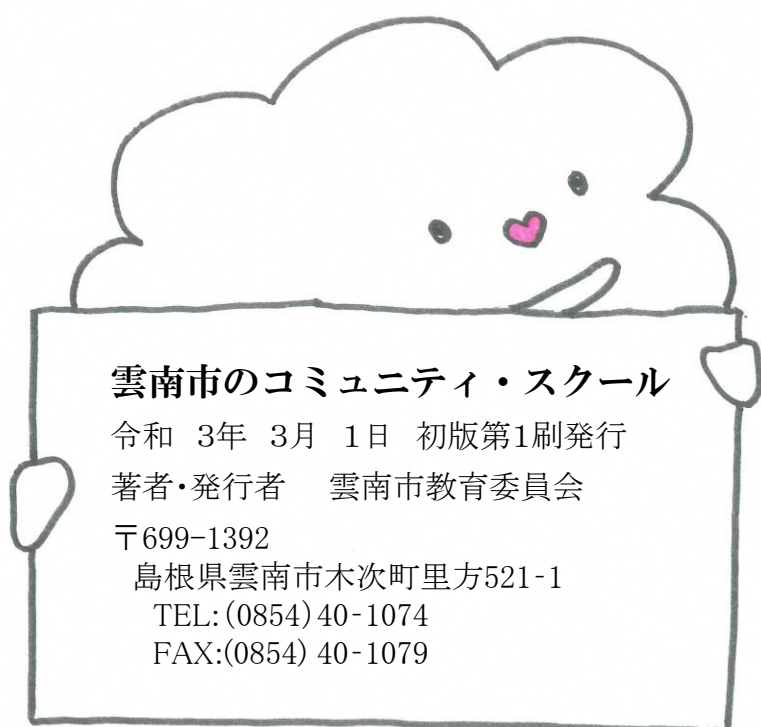 雲南市のコミュニティ・スクール
令和 3年 3月 1日 初版第1刷発行
著者･発行者 雲南市教育委員会
〒699−1392
島根県雲南市木次町里方521-1
TEL:(0854)40-1074
FAX:(0854) 40-1079